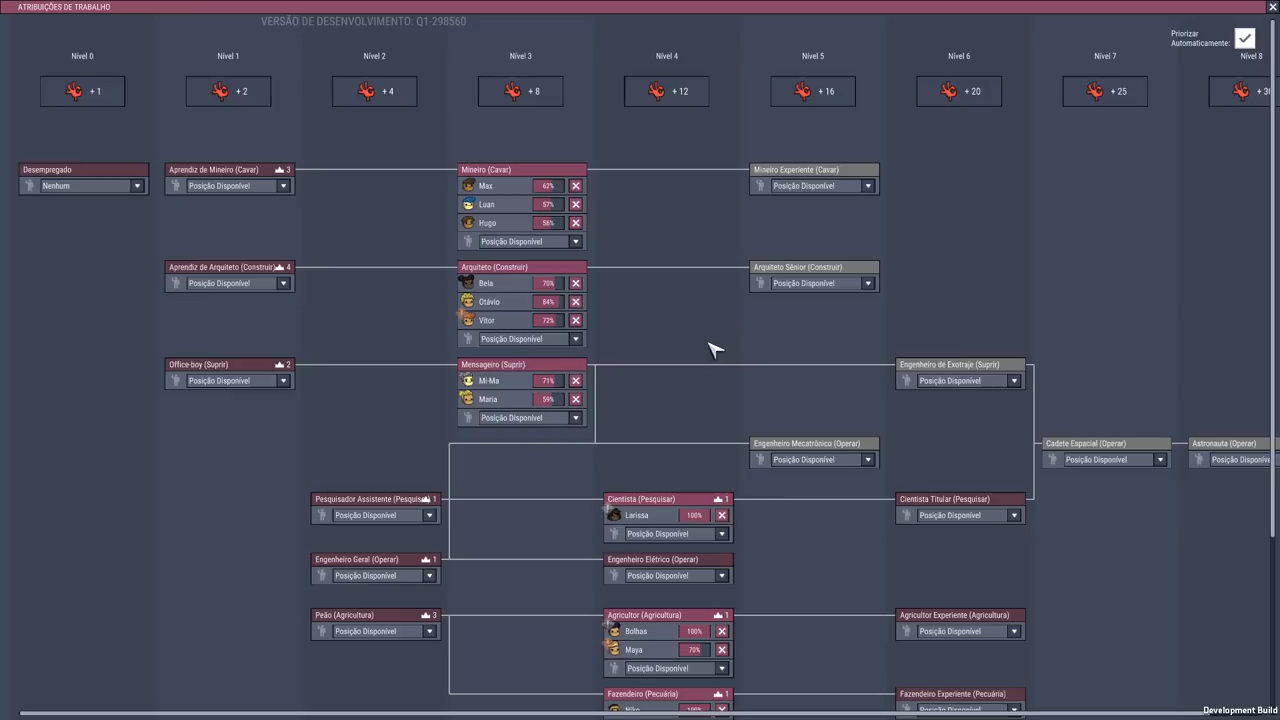 ATRIBUIÇÕES DE TRABALHO
VERSÃO DE DESENVOLVIMENTO: Q1-298560
Priorizar
Automaticamente:
Nível 0
Nível 1
Nível 2
Nível 3
Nível 4
Nível 5
Nível 6
Nível 7
Nível 8
+ 1
+ 2
+ 4
+ 8
+ 12
+ 16
+ 20
+ 25
+ 30
Desempregado
Nenhum
Aprendiz de Mineiro (Cavar) 3
Posição Disponível
Mineiro (Cavar)
Max 62%
Luan 57%
Hugo 56%
Posição Disponível
Mineiro Experiente (Cavar)
Posição Disponível
Aprendiz de Arquiteto (Construir) 4
Posição Disponível
Arquiteto (Construir)
Bela 70%
Otávio 84%
Vitor 72%
Posição Disponível
Arquiteto Sênior (Construir)
Posição Disponível
Office-boy (Suprir) 2
Posição Disponível
Mensageiro (Suprir)
Mi-Ma 71%
Maria 59%
Posição Disponível
Engenheiro de Exotraje (Suprir)
Posição Disponível
Engenheiro Mecatrônico (Operar)
Posição Disponível
Cadete Espacial (Operar)
Posição Disponível
Astronauta (Operar)
Posição Disponível
Pesquisador Assistente (Pesquisar 1
Posição Disponível
Cientista (Pesquisar) 1
Larissa 100%
Posição Disponível
Cientista Titular (Pesquisar)
Posição Disponível
Engenheiro Geral (Operar) 1
Posição Disponível
Engenheiro Elétrico (Operar)
Posição Disponível
Peão (Agricultura) 3
Posição Disponível
Agricultor (Agricultura) 1
Bolhas 100%
Maya 70%
Posição Disponível
Agricultor Experiente (Agricultura)
Posição Disponível
Fazendeiro (Pecuária) 1
100%
Fazendeiro Experiente (Pecuária)
Development Build